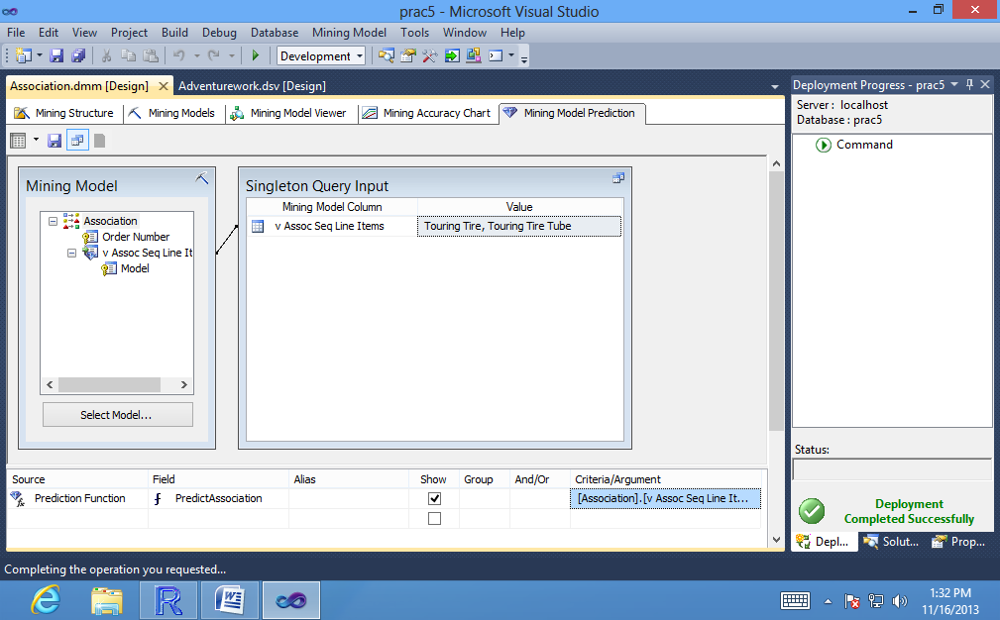 prac5 - Microsoft Visual Studio
File Edit View Project Build Debug Database Mining Model Tools Window Help
Development
Association.dmm [Design] Adventurework.dsv [Design]
Mining Structure Mining Models Mining Model Viewer Mining Accuracy Chart Mining Model Prediction
Mining Model
Association
Order Number
v Assoc Seq Line It
Model
Select Model...
Singleton Query Input
Mining Model Column Value
v Assoc Seq Line Items Touring Tire, Touring Tire Tube
Source Field Alias Show Group And/Or Criteria/Argument
Prediction Function PredictAssociation [Association].[v Assoc Seq Line It...
Deployment Progress - prac5
Server : localhost
Database : prac5
Command
Status:
Deployment
Completed Successfully
Depl... Solut... Prop...
Completing the operation you requested...
1:32 PM
11/16/2013